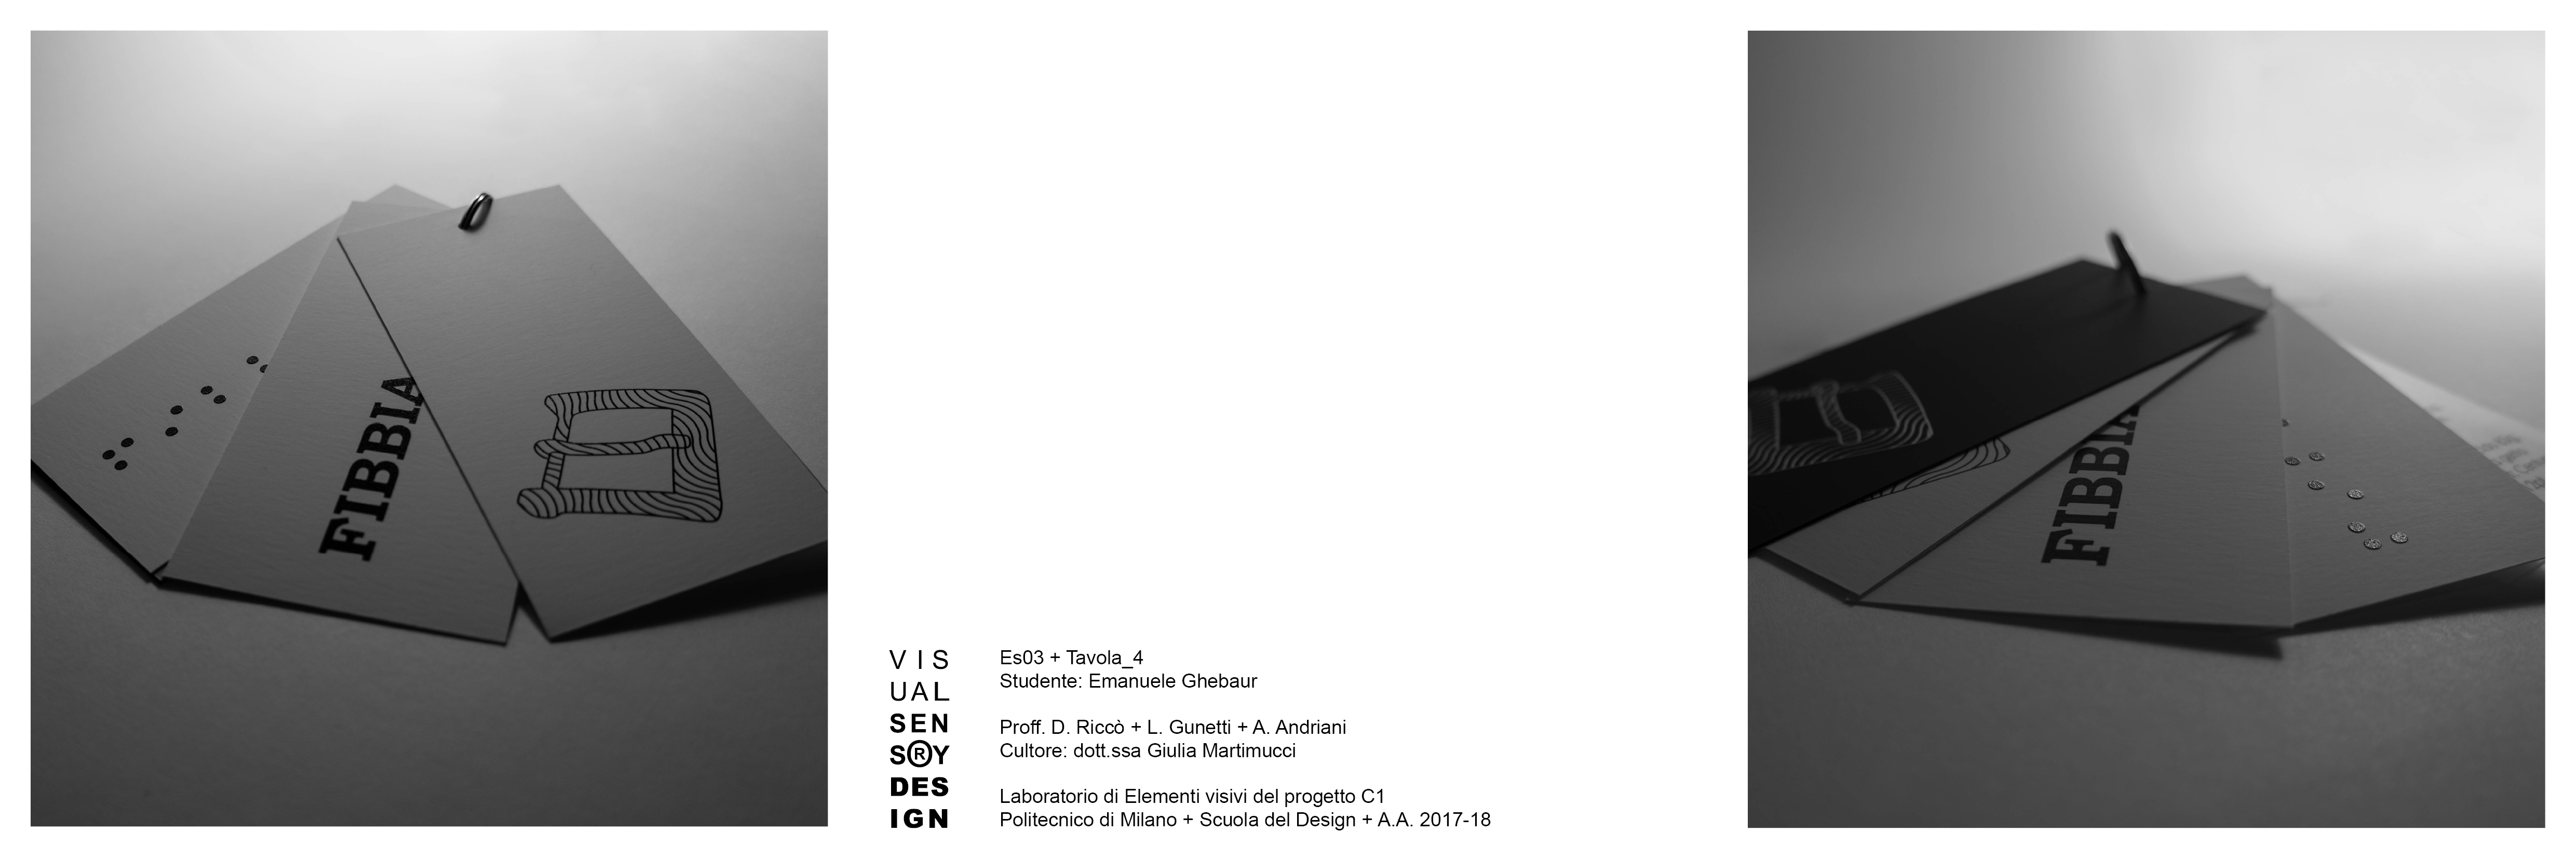 FIBBIA
VIS
UAL
SEN
S®Y
DES
IGN
Es03 + Tavola_4
Studente: Emanuele Ghebaur
Proff. D. Riccò + L. Gunetti + A. Andriani
Cultore: dott.ssa Giulia Martimucci
Laboratorio di Elementi visivi del progetto C1
Politecnico di Milano + Scuola del Design + A.A. 2017-18
FIBBIA